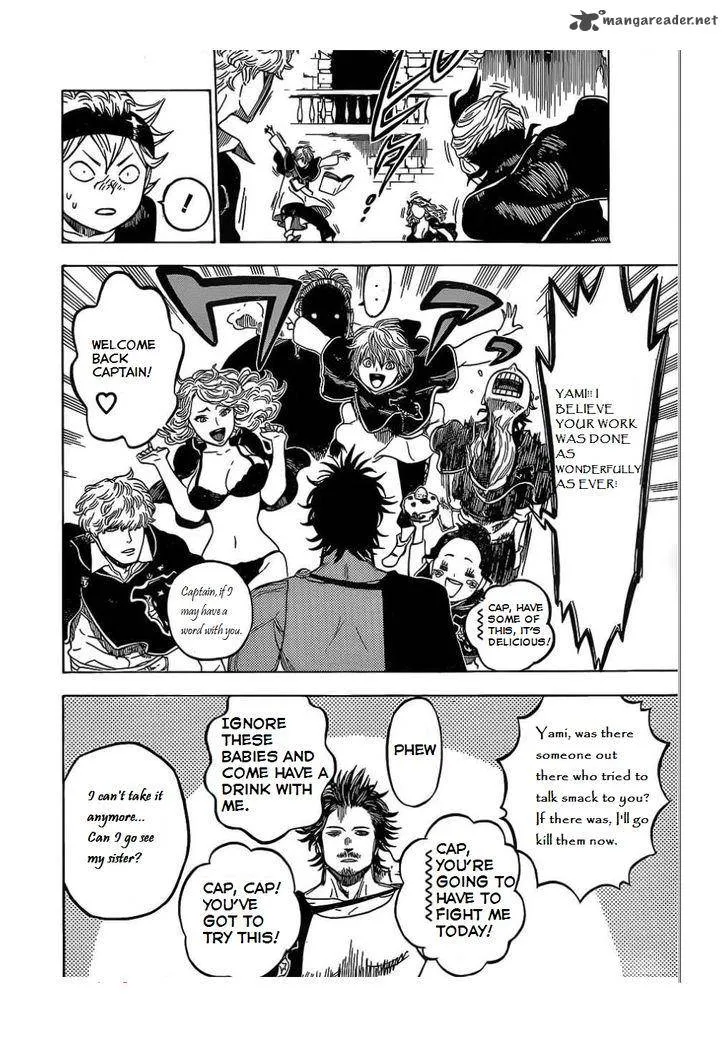 mangareader.net
!
ワワ
...
WELCOME
BACK
CAPTAIN!
♡
YAMI!! I
BELIEVE
YOUR WORK
WAS DONE
AS
WONDERFULLY
AS EVER!
Captain, if I
may have a
word with you.
CAP, HAVE
SOME OF
THIS, IT'S
DELICIOUS!
IGNORE
THESE
BABIES AND
COME HAVE A
DRINK WITH
ME.
PHEW
Yami, was there
someone out
there who tried to
talk smack to you?
If there was, I'll go
kill them now.
I can't take it
anymore...
Can I go see
my sister?
CAP, CAP!
YOU'VE
GOT TO
TRY THIS!
CAP,
YOU'RE
GOING TO
HAVE TO
FIGHT ME
TODAY!